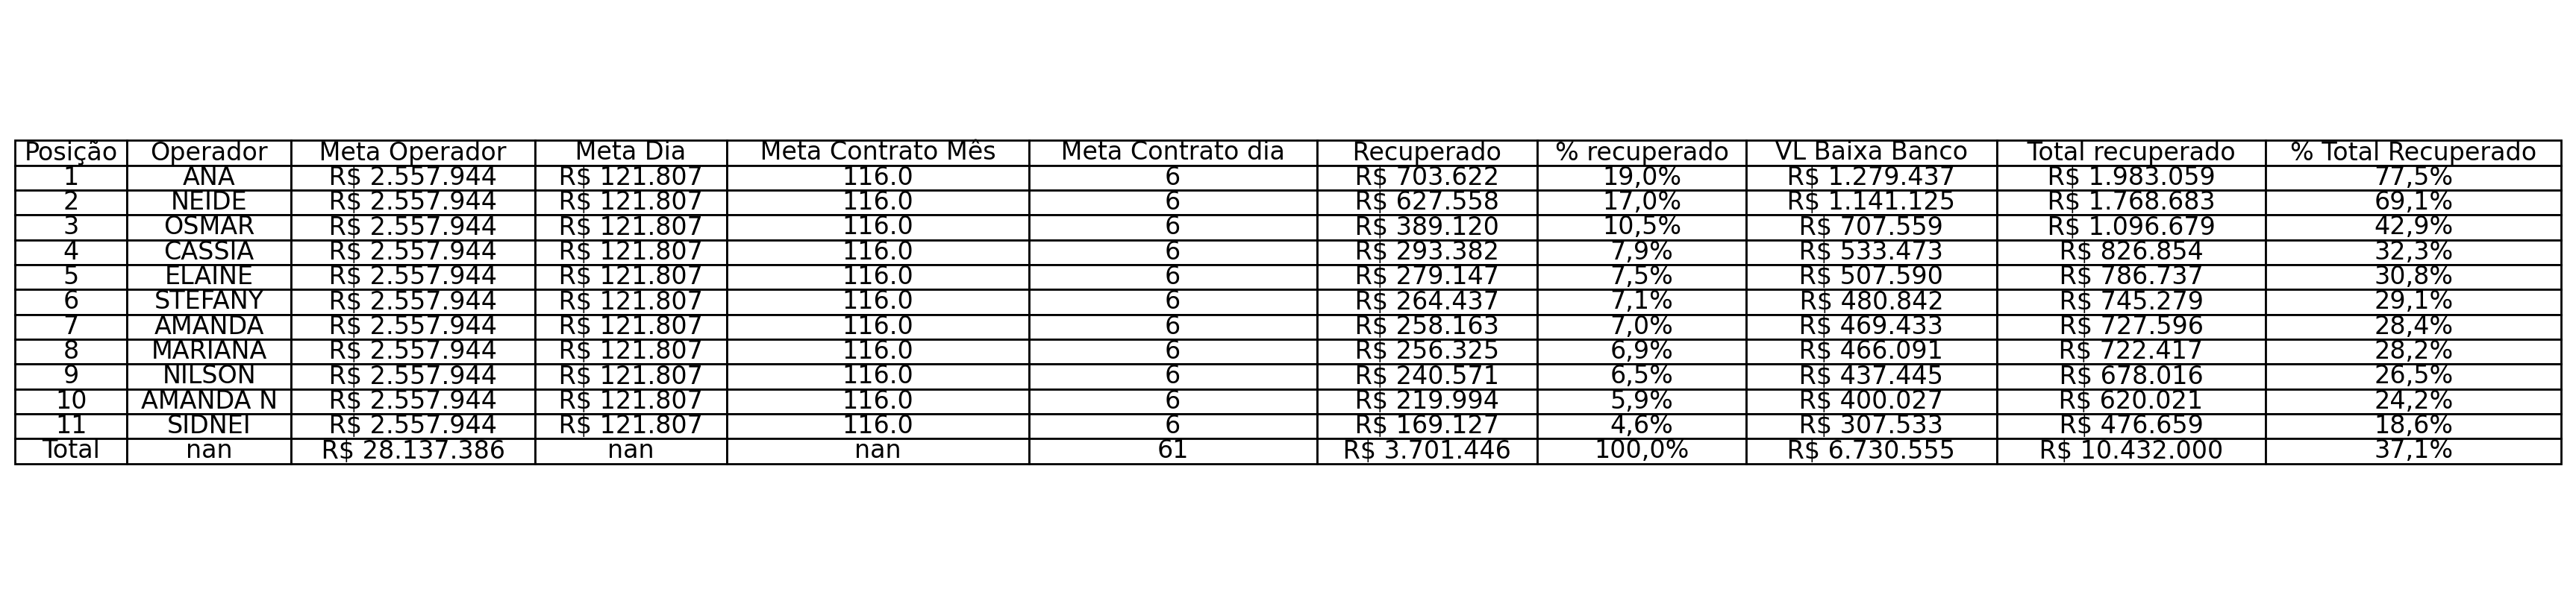 Posição Operador Meta Operador Meta Dia Meta Contrato Mês Meta Contrato dia Recuperado % recuperado VL Baixa Banco Total recuperado % Total Recuperado
1 ANA R$ 2.557.944 R$ 121.807 116.0 6 R$ 703.622 19,0% R$ 1.279.437 R$ 1.983.059 77,5%
2 NEIDE R$ 2.557.944 R$ 121.807 116.0 6 R$ 627.558 17,0% R$ 1.141.125 R$ 1.768.683 69,1%
3 OSMAR R$ 2.557.944 R$ 121.807 116.0 6 R$ 389.120 10,5% R$ 707.559 R$ 1.096.679 42,9%
4 CASSIA R$ 2.557.944 R$ 121.807 116.0 6 R$ 293.382 7,9% R$ 533.473 R$ 826.854 32,3%
5 ELAINE R$ 2.557.944 R$ 121.807 116.0 6 R$ 279.147 7,5% R$ 507.590 R$ 786.737 30,8%
6 STEFANY R$ 2.557.944 R$ 121.807 116.0 6 R$ 264.437 7,1% R$ 480.842 R$ 745.279 29,1%
7 AMANDA R$ 2.557.944 R$ 121.807 116.0 6 R$ 258.163 7,0% R$ 469.433 R$ 727.596 28,4%
8 MARIANA R$ 2.557.944 R$ 121.807 116.0 6 R$ 256.325 6,9% R$ 466.091 R$ 722.417 28,2%
9 NILSON R$ 2.557.944 R$ 121.807 116.0 6 R$ 240.571 6,5% R$ 437.445 R$ 678.016 26,5%
10 AMANDA N R$ 2.557.944 R$ 121.807 116.0 6 R$ 219.994 5,9% R$ 400.027 R$ 620.021 24,2%
11 SIDNEI R$ 2.557.944 R$ 121.807 116.0 6 R$ 169.127 4,6% R$ 307.533 R$ 476.659 18,6%
Total nan R$ 28.137.386 nan nan 61 R$ 3.701.446 100,0% R$ 6.730.555 R$ 10.432.000 37,1%